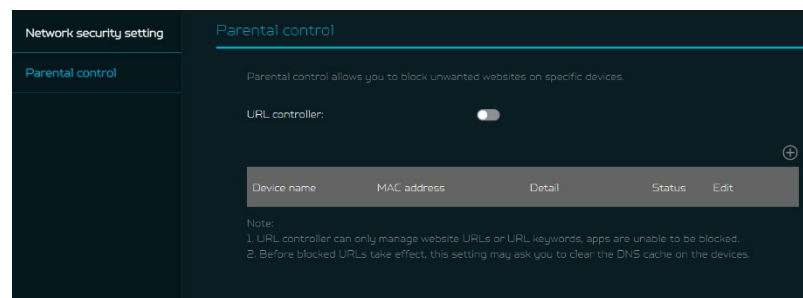 Network security setting
Parental control
Parental control
Parental control allows you to block unwanted websites on specific devices.
URL controller:
Device name MAC address Detail Status Edit
Note:
1. URL controller can only manage website URLs or URL keywords, apps are unable to be blocked.
2. Before blocked URLs take effect, this setting may ask you to clear the DNS cache on the devices.